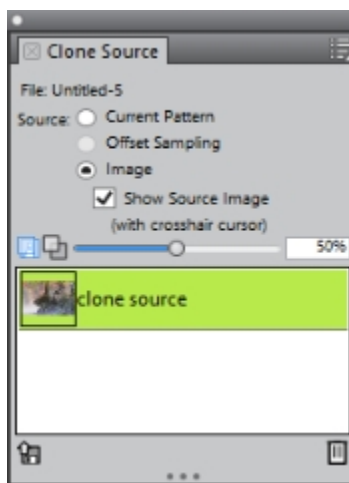 Clone Source
File: Untitled-5
Source: Current Pattern
Offset Sampling
Image
Show Source Image
(with crosshair cursor)
50%
clone source